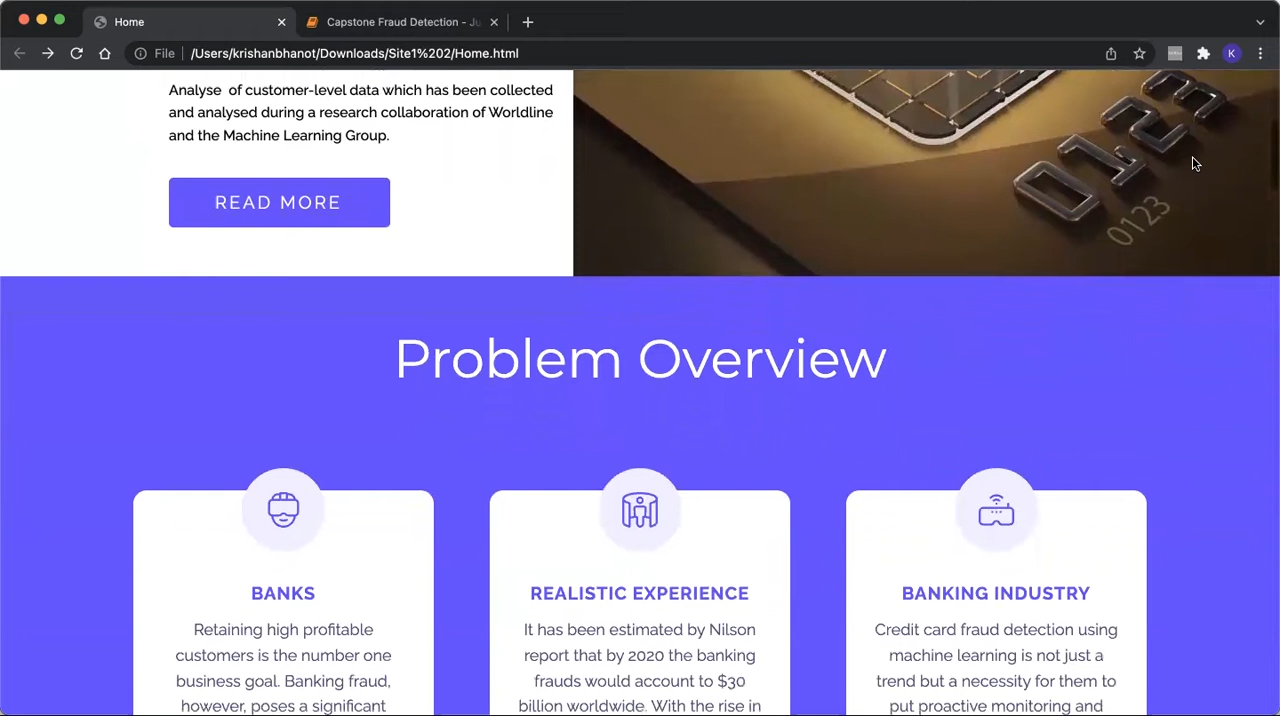 Home
Capstone Fraud Detection - Ju
File
/Users/krishanbhanot/Downloads/Site1%202/Home.html
K
Analyse of customer-level data which has been collected
and analysed during a research collaboration of Worldline
and the Machine Learning Group.
READ MORE
0123
0123
Problem Overview
BANKS
Retaining high profitable
customers is the number one
business goal. Banking fraud,
however, poses a significant
REALISTIC EXPERIENCE
It has been estimated by Nilson
report that by 2020 the banking
frauds would account to $30
billion worldwide. With the rise in
BANKING INDUSTRY
Credit card fraud detection using
machine learning is not just a
trend but a necessity for them to
put proactive monitoring and